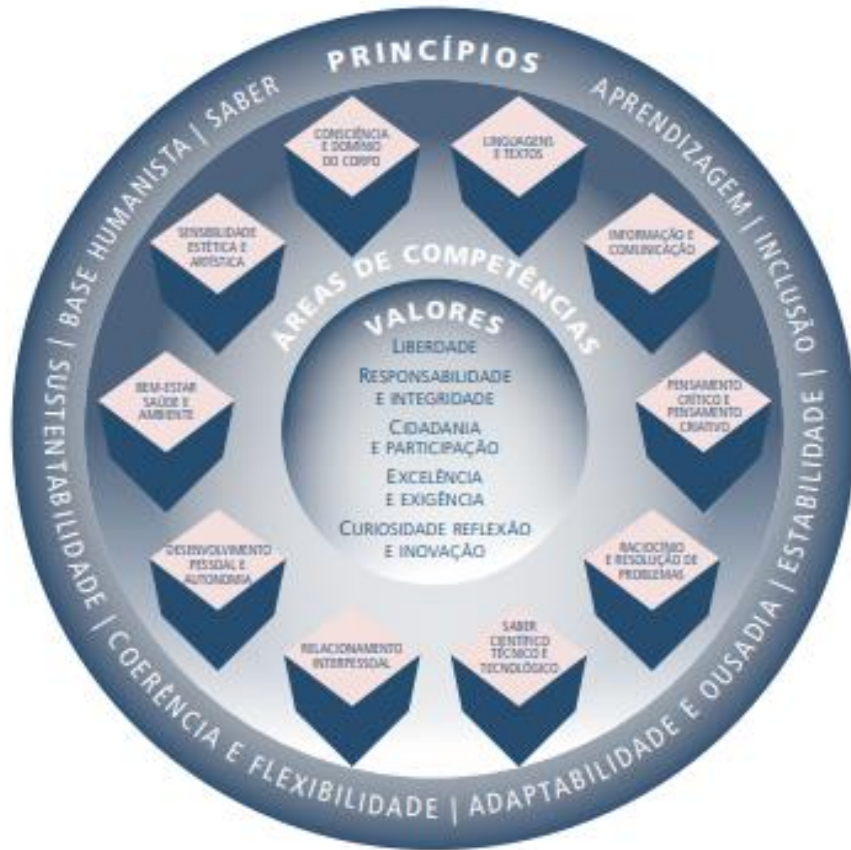 PRINCÍPIOS
APRENDIZAGEM | INCLUSÃO | ESTABILIDADE | ADAPTABILIDADE E OUSADIA | COERÊNCIA E FLEXIBILIDADE | SUSTENTABILIDADE | BASE HUMANISTA | SABER
CONSCIÊNCIA
E DOMÍNIO
DO CORPO
LINGUAGENS
E TEXTOS
SENSIBILIDADE
ESTÉTICA E
ARTÍSTICA
INFORMAÇÃO E
COMUNICAÇÃO
ÁREAS DE COMPETÊNCIAS
VALORES
LIBERDADE
RESPONSABILIDADE
E INTEGRIDADE
CIDADANIA
E PARTICIPAÇÃO
EXCELÊNCIA
E EXIGÊNCIA
CURIOSIDADE REFLEXÃO
E INOVAÇÃO
BEM-ESTAR
SAÚDE E
AMBIENTE
PENSAMENTO
CRÍTICO E
PENSAMENTO
CRIATIVO
DESENVOLVIMENTO
PESSOAL E
AUTONOMIA
RACIOCÍNIO
E RESOLUÇÃO DE
PROBLEMAS
RELACIONAMENTO
INTERPESSOAL
SABER
CIENTÍFICO
TÉCNICO E
TECNOLÓGICO